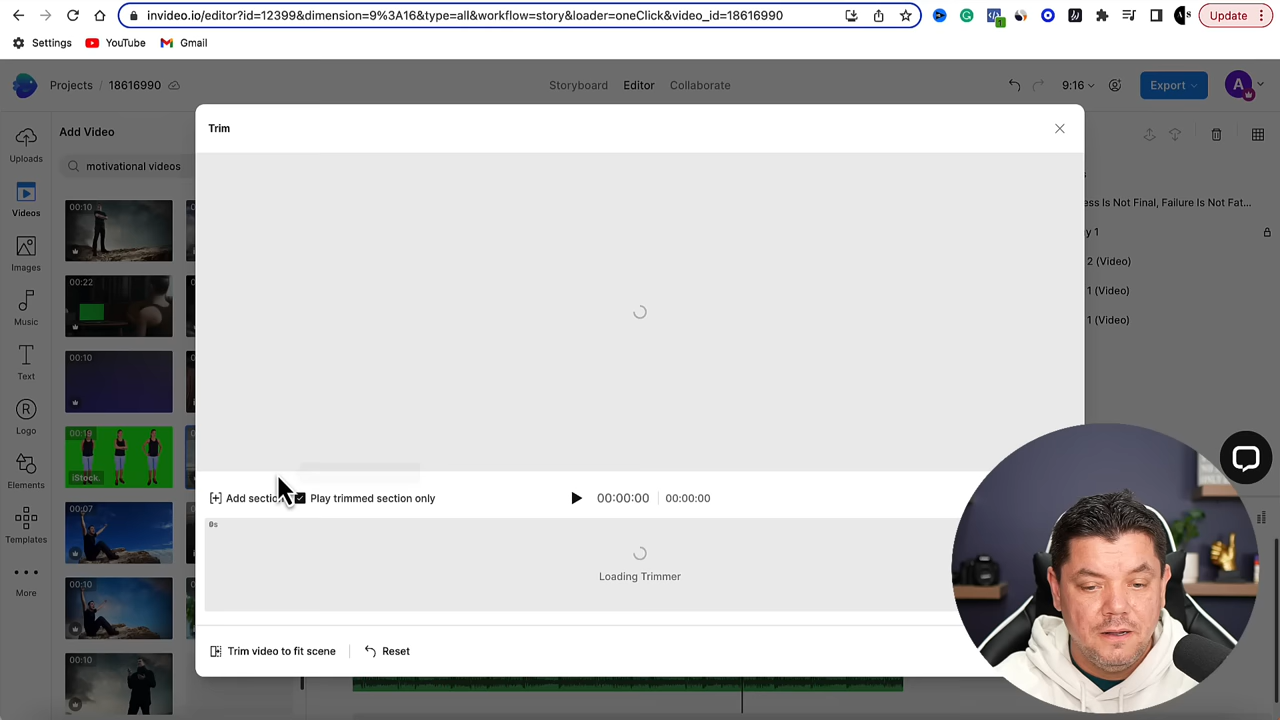 invideo.io/editor?id=12399&dimension=9%3A16&type=all&workflow=story&loader=oneClick&video_id=18616990
1
Update
Settings
YouTube
Gmail
Projects / 18616990
Storyboard
Editor
Collaborate
9:16
Export
A
Add Video
Trim
motivational videos
Uploads
Videos
Images
Music
Text
Logo
Elements
Templates
More
00:10
00:22
00:10
00:19
iStock.
00:07
00:10
ess Is Not Final, Failure Is Not Fat...
y 1
2 (Video)
1 (Video)
1 (Video)
[+] Add section
Play trimmed section only
00:00:00 | 00:00:00
0s
Loading Trimmer
Trim video to fit scene
Reset